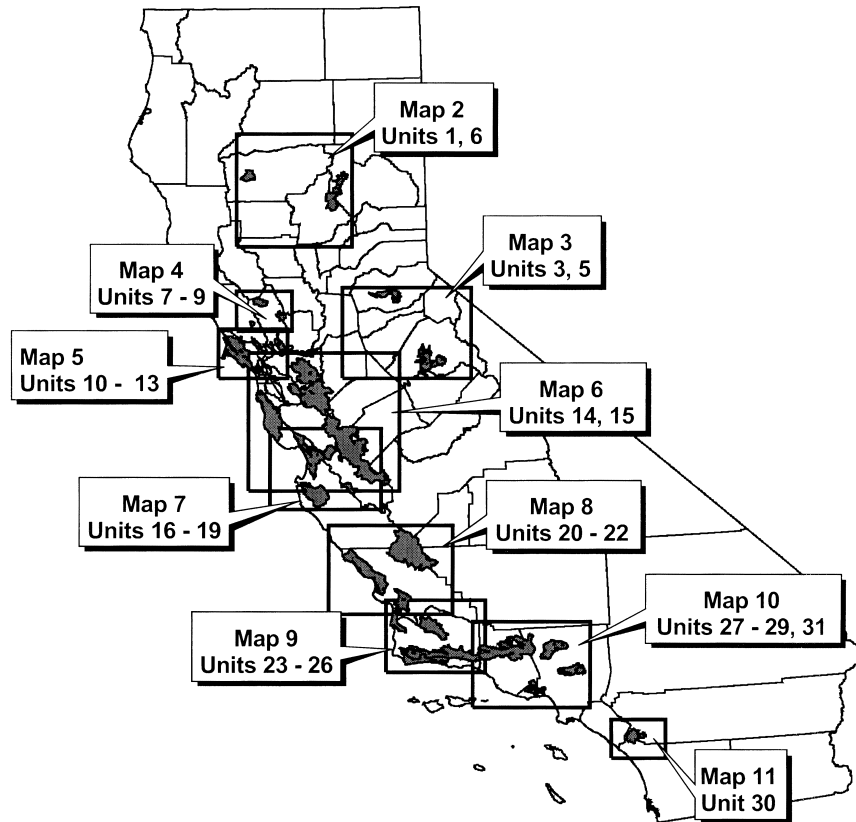 Map 2
Units 1, 6
Map 3
Units 3, 5
Map 4
Units 7 - 9
Map 5
Units 10 - 13
Map 6
Units 14, 15
Map 7
Units 16 - 19
Map 8
Units 20 - 22
Map 9
Units 23 - 26
Map 10
Units 27 - 29, 31
Map 11
Unit 30